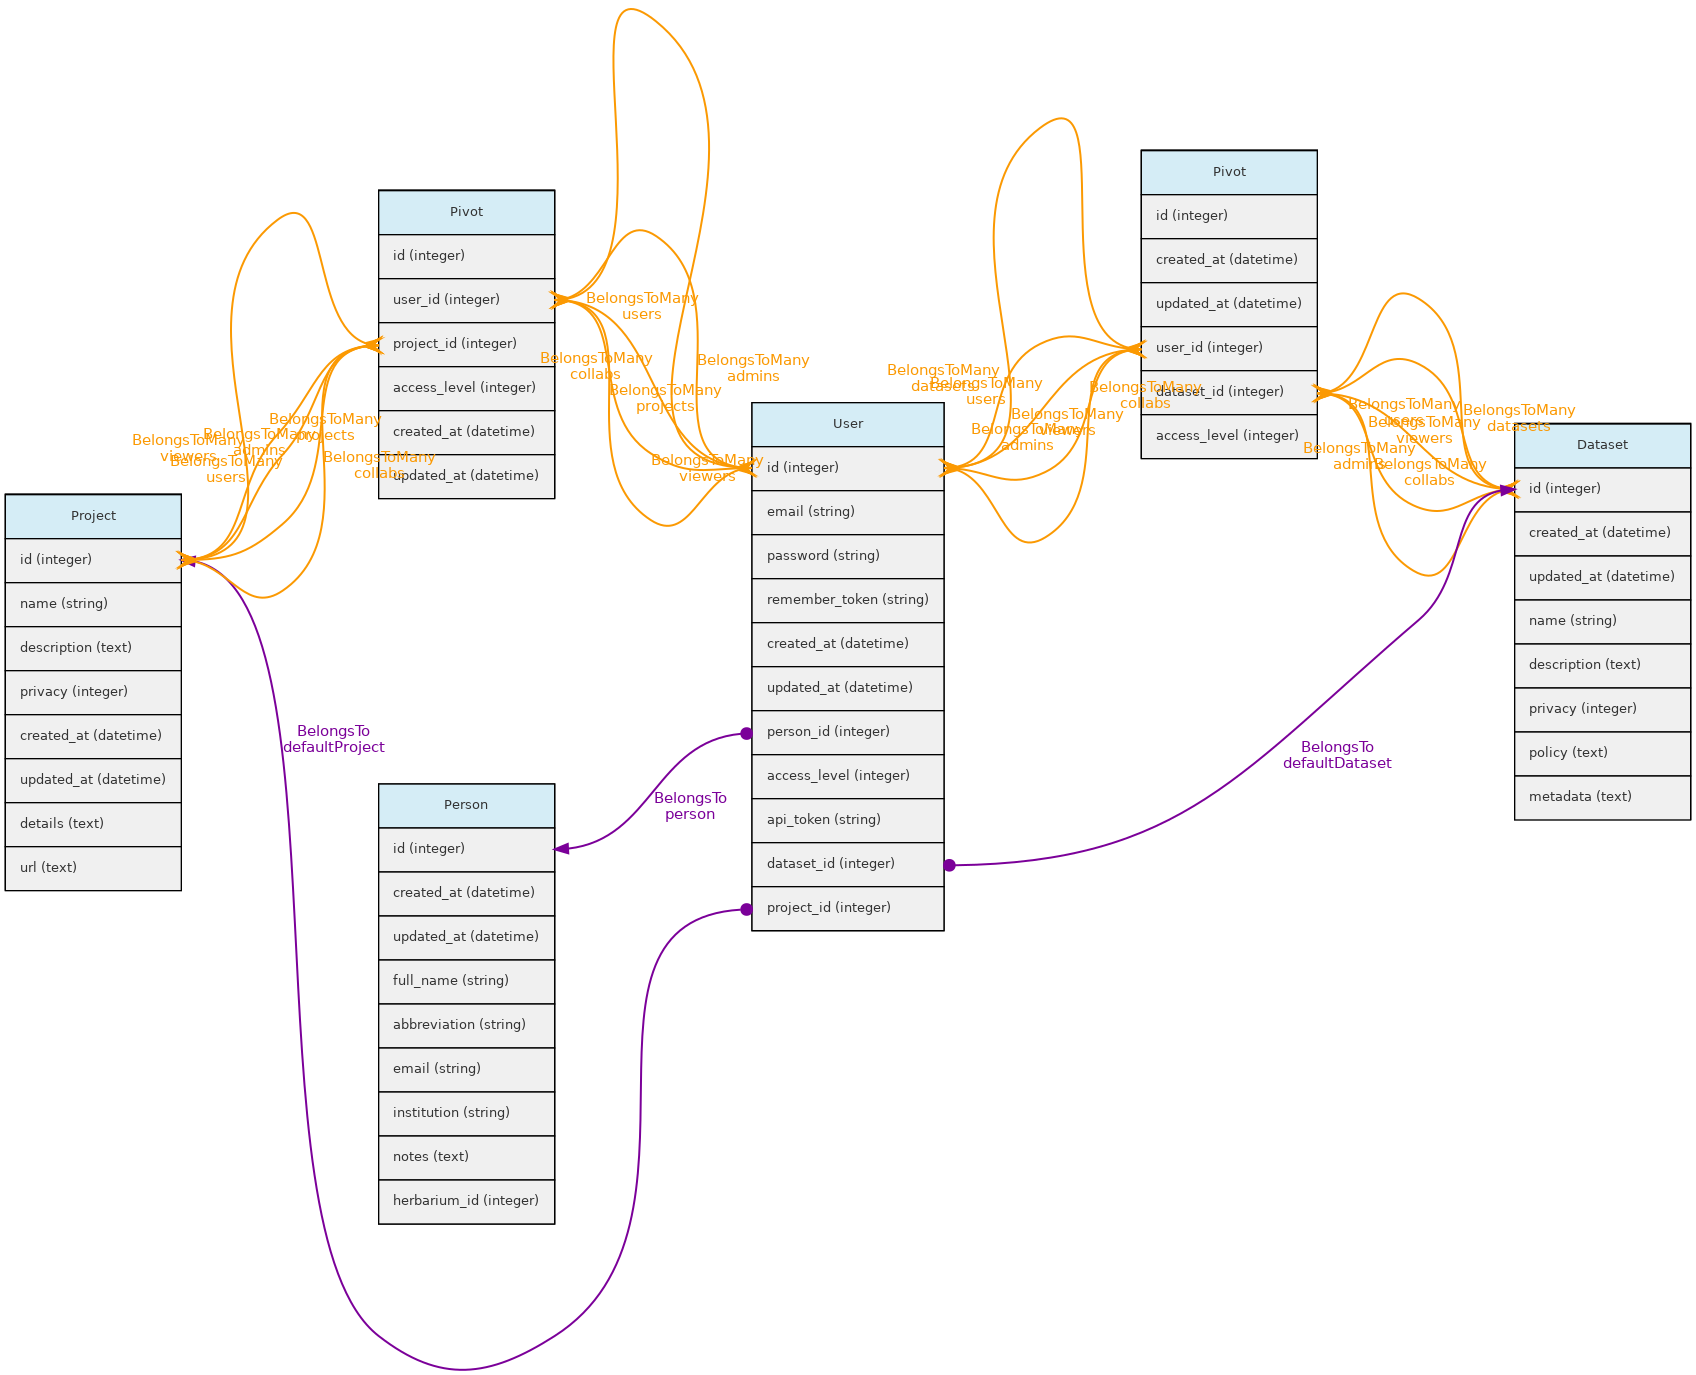 Pivot
id (integer)
user_id (integer)
project_id (integer)
access_level (integer)
created_at (datetime)
updated_at (datetime)
Pivot
id (integer)
created_at (datetime)
updated_at (datetime)
user_id (integer)
dataset_id (integer)
access_level (integer)
Project
id (integer)
name (string)
description (text)
privacy (integer)
created_at (datetime)
updated_at (datetime)
details (text)
url (text)
User
id (integer)
email (string)
password (string)
remember_token (string)
created_at (datetime)
updated_at (datetime)
person_id (integer)
access_level (integer)
api_token (string)
dataset_id (integer)
project_id (integer)
Dataset
id (integer)
created_at (datetime)
updated_at (datetime)
name (string)
description (text)
privacy (integer)
policy (text)
metadata (text)
Person
id (integer)
created_at (datetime)
updated_at (datetime)
full_name (string)
abbreviation (string)
email (string)
institution (string)
notes (text)
herbarium_id (integer)
BelongsToMany
viewers
BelongsToMany
admins
BelongsToMany
users
BelongsToMany
projects
BelongsToMany
collabs
BelongsToMany
users
BelongsToMany
collabs
BelongsToMany
projects
BelongsToMany
admins
BelongsToMany
viewers
BelongsToMany
datasets
BelongsToMany
users
BelongsToMany
admins
BelongsToMany
viewers
BelongsToMany
collabs
BelongsToMany
users
BelongsToMany
viewers
BelongsToMany
admins
BelongsToMany
collabs
BelongsToMany
datasets
BelongsTo
defaultProject
BelongsTo
person
BelongsTo
defaultDataset